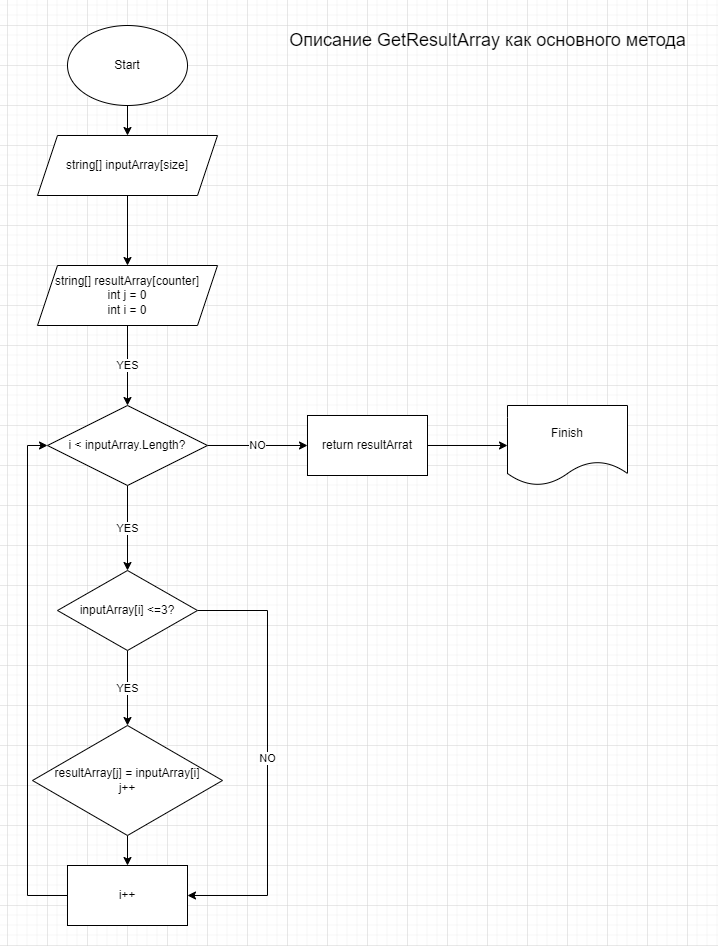 Описание GetResultArray как основного метода
Start
string[] inputArray[size]
string[] resultArray[counter]
int j = 0
int i = 0
YES
i < inputArray.Length?
NO
return resultArrat
Finish
YES
inputArray[i] <=3?
YES
NO
resultArray[j] = inputArray[i]
j++
i++